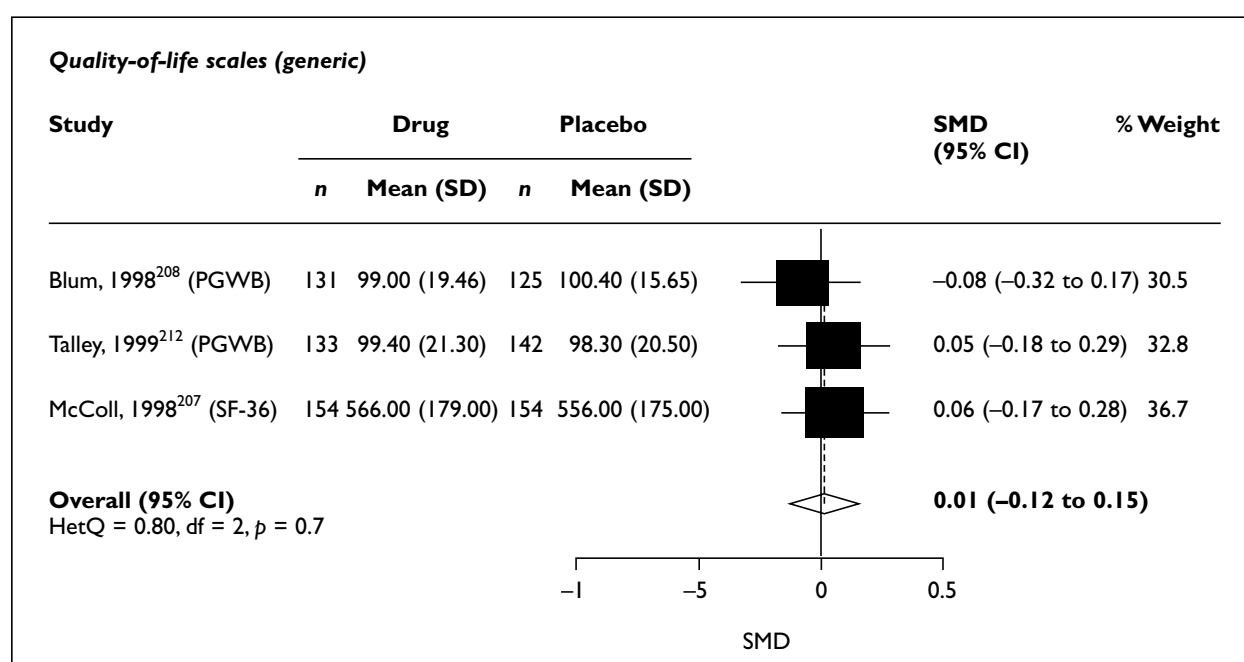 Quality-of-life scales (generic)
Study Drug Placebo SMD % Weight
(95% CI)
n Mean (SD) n Mean (SD)
Blum, 1998²⁰⁸ (PGWB) 131 99.00 (19.46) 125 100.40 (15.65) –0.08 (–0.32 to 0.17) 30.5
Talley, 1999²¹² (PGWB) 133 99.40 (21.30) 142 98.30 (20.50) 0.05 (–0.18 to 0.29) 32.8
McColl, 1998²⁰⁷ (SF-36) 154 566.00 (179.00) 154 556.00 (175.00) 0.06 (–0.17 to 0.28) 36.7
Overall (95% CI) 0.01 (–0.12 to 0.15)
HetQ = 0.80, df = 2, p = 0.7
–1 –5 0 0.5
SMD